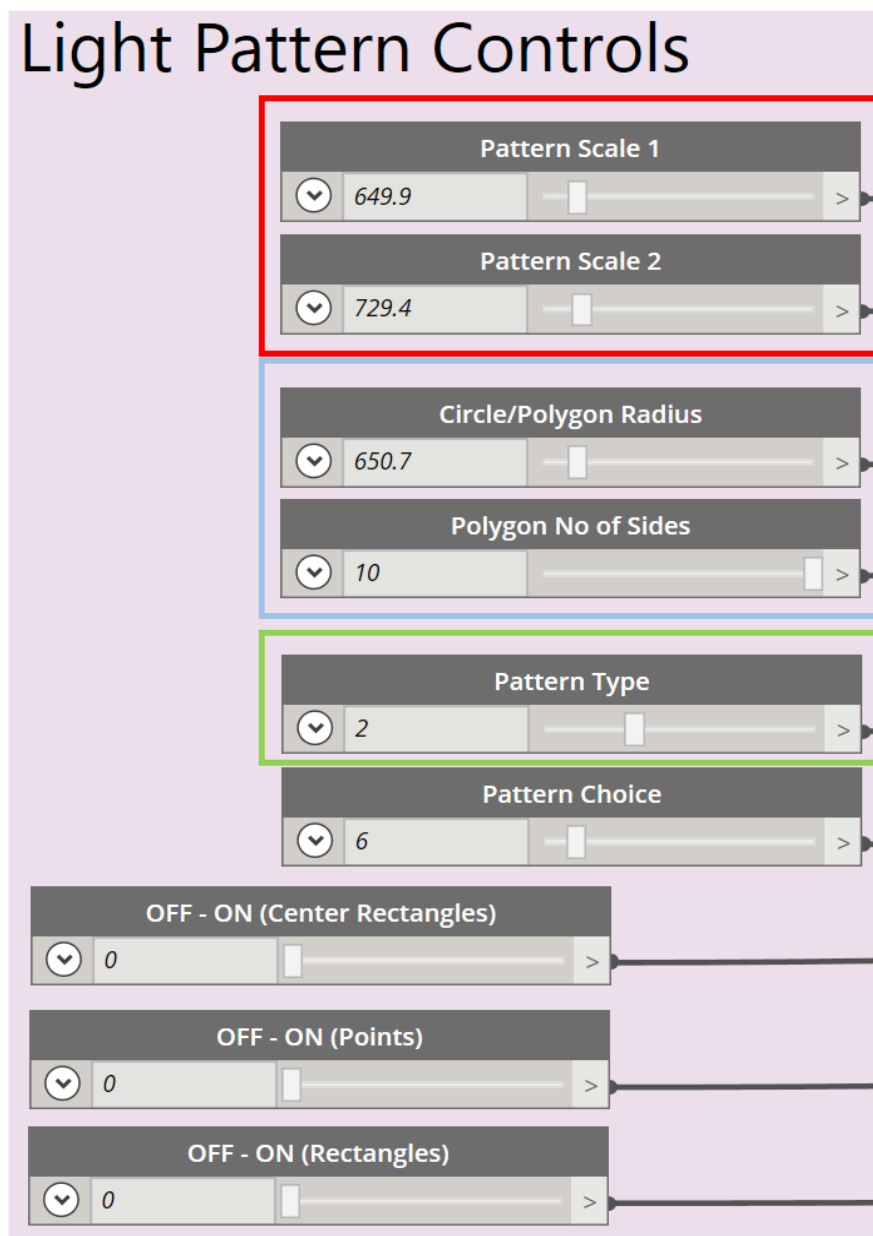 Light Pattern Controls
Pattern Scale 1
649.9
>
Pattern Scale 2
729.4
>
Circle/Polygon Radius
650.7
>
Polygon No of Sides
10
>
Pattern Type
2
>
Pattern Choice
6
>
OFF - ON (Center Rectangles)
0
>
OFF - ON (Points)
0
>
OFF - ON (Rectangles)
0
>